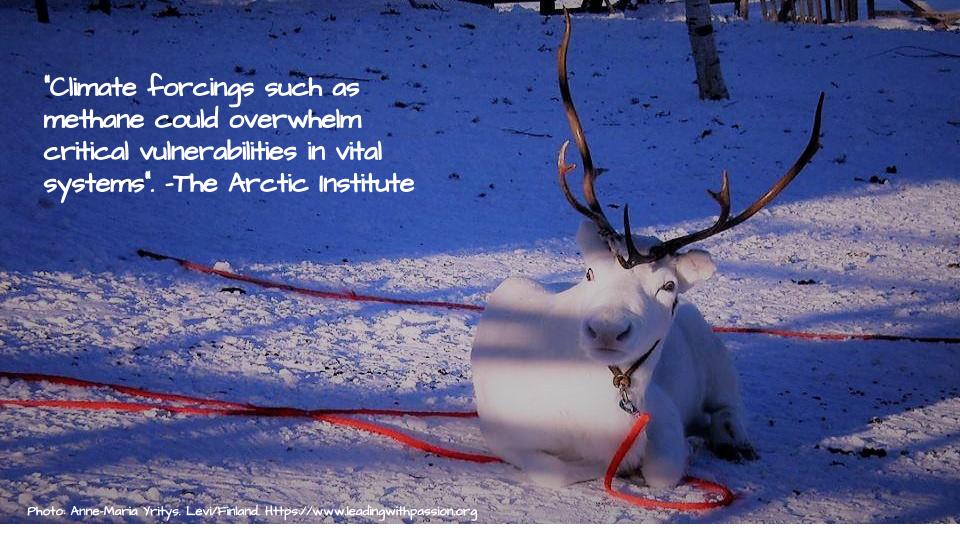 "Climate forcings such as
methane could overwhelm
critical vulnerabilities in vital
systems". -The Arctic Institute
Photo: Anne-Maria Yritys. Levi/Finland. Https://www.leadingwithpassion.org